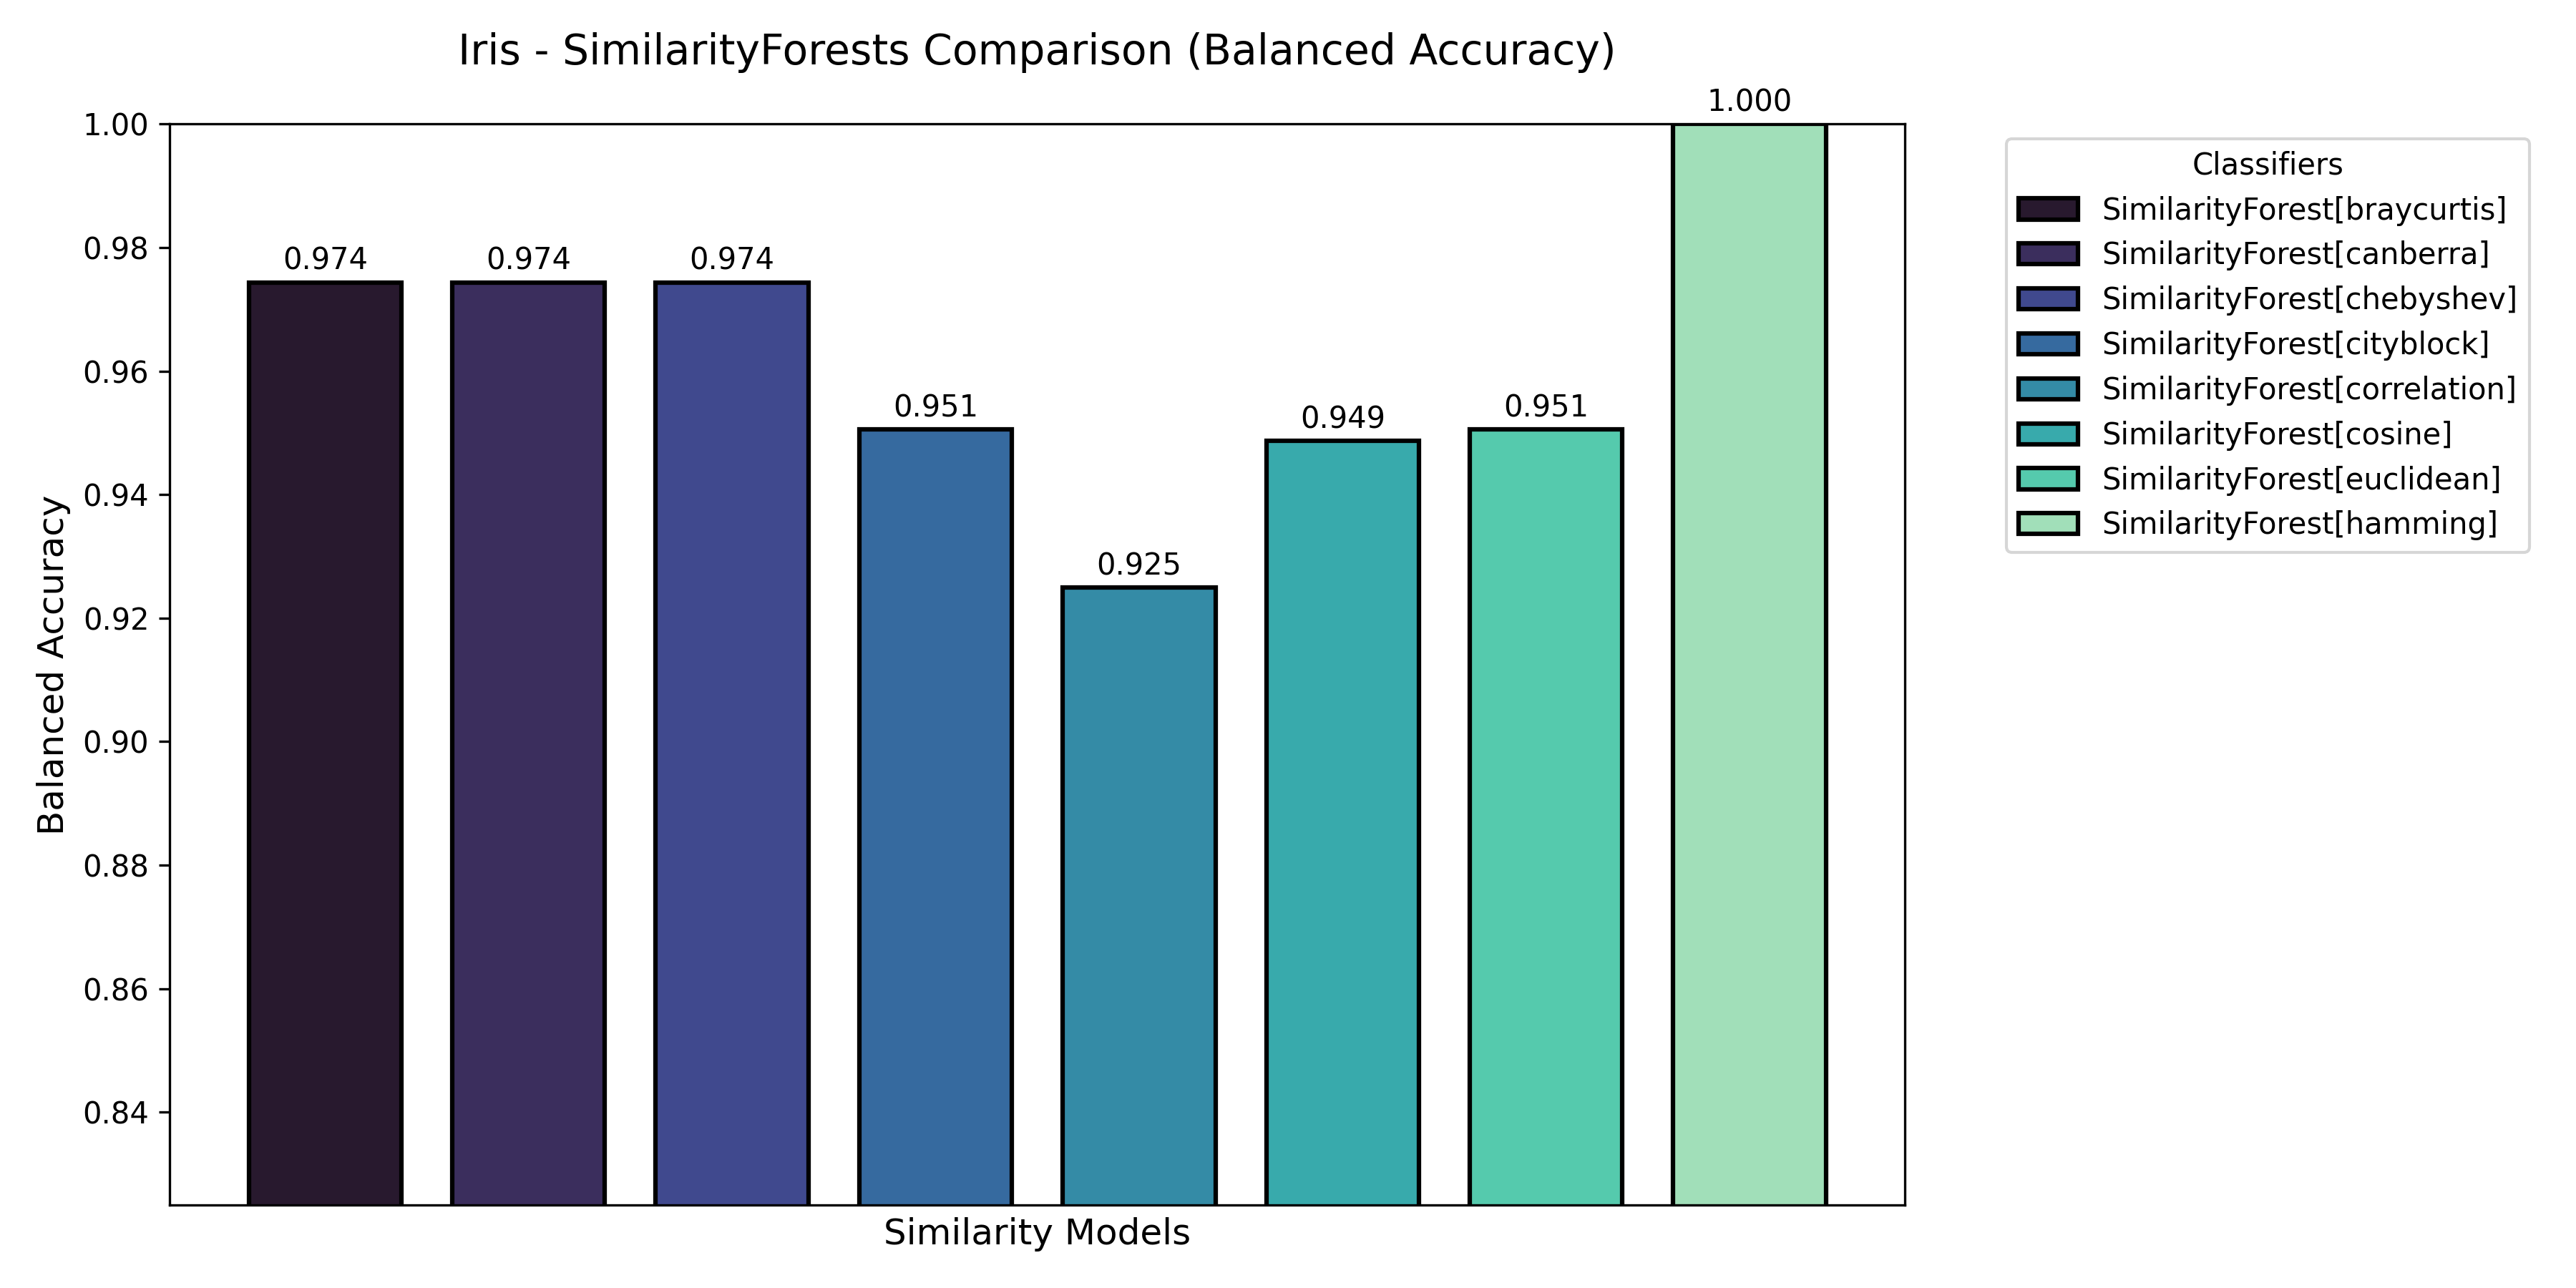 Iris - SimilarityForests Comparison (Balanced Accuracy)
1.000
1.00
0.98
0.96
0.94
0.92
0.90
0.88
0.86
0.84
Balanced Accuracy
0.974
0.974
0.974
0.951
0.925
0.949
0.951
Similarity Models
Classifiers
SimilarityForest[braycurtis]
SimilarityForest[canberra]
SimilarityForest[chebyshev]
SimilarityForest[cityblock]
SimilarityForest[correlation]
SimilarityForest[cosine]
SimilarityForest[euclidean]
SimilarityForest[hamming]